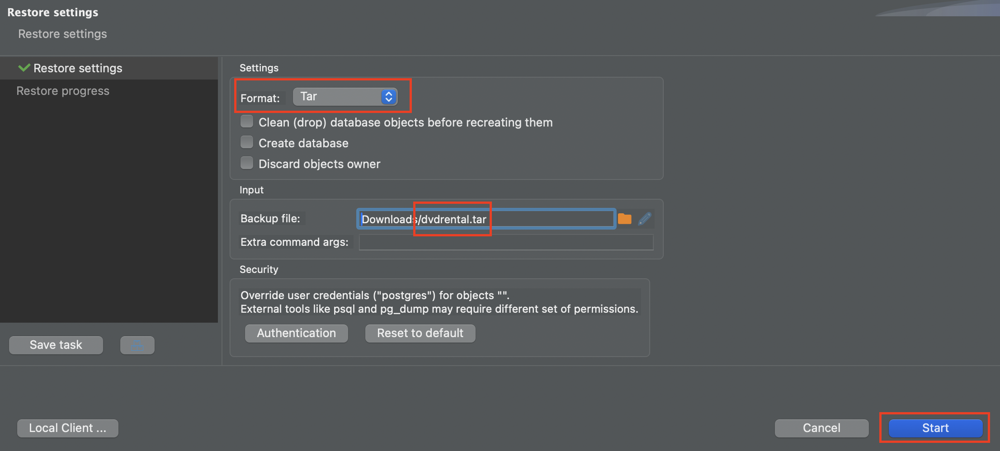 Restore settings
Restore settings
Restore settings
Restore progress
Settings
Format: Tar
Clean (drop) database objects before recreating them
Create database
Discard objects owner
Input
Backup file: Downloads/dvdrental.tar
Extra command args:
Security
Override user credentials ("postgres") for objects "".
External tools like psql and pg_dump may require different set of permissions.
Authentication Reset to default
Save task
Local Client ... Cancel Start